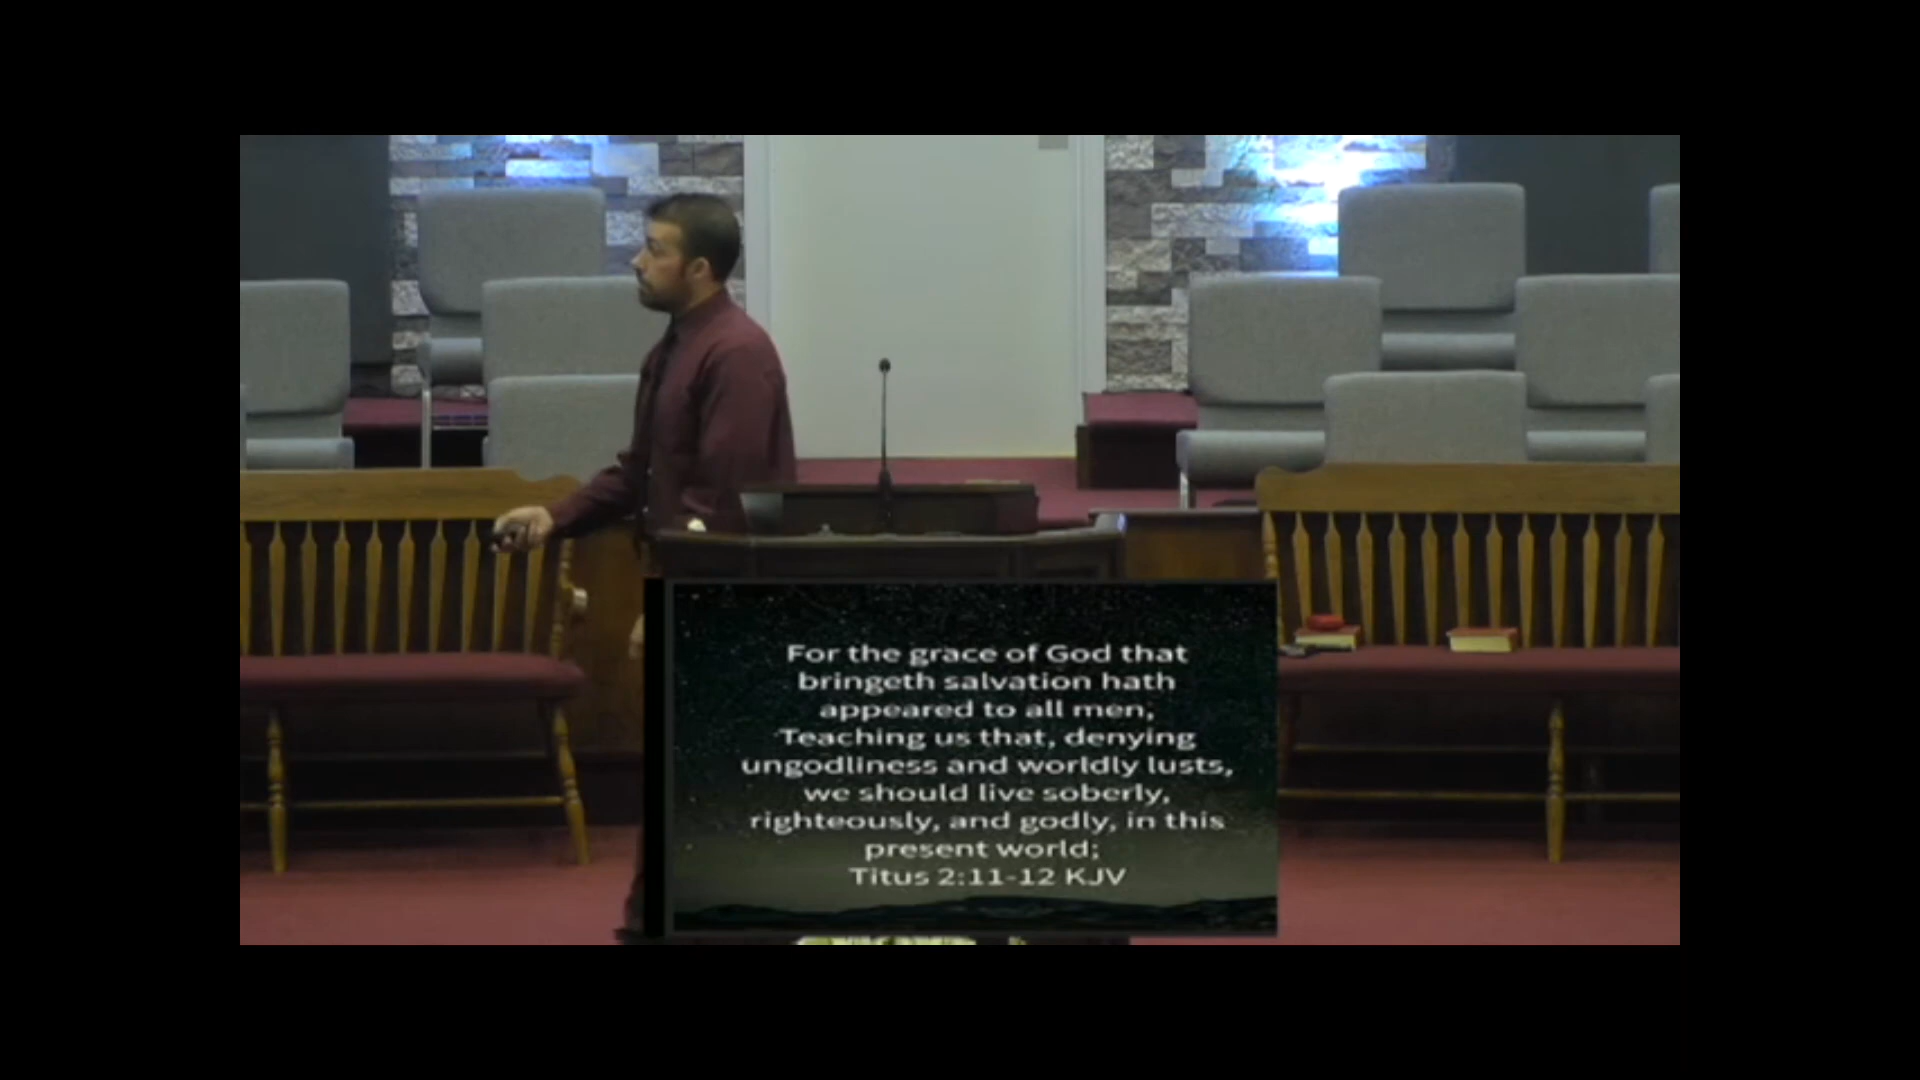 For the grace of God that
bringeth salvation hath
appeared to all men,
Teaching us that, denying
ungodliness and worldly lusts,
we should live soberly,
righteously, and godly, in this
present world;
Titus 2:11-12 KJV